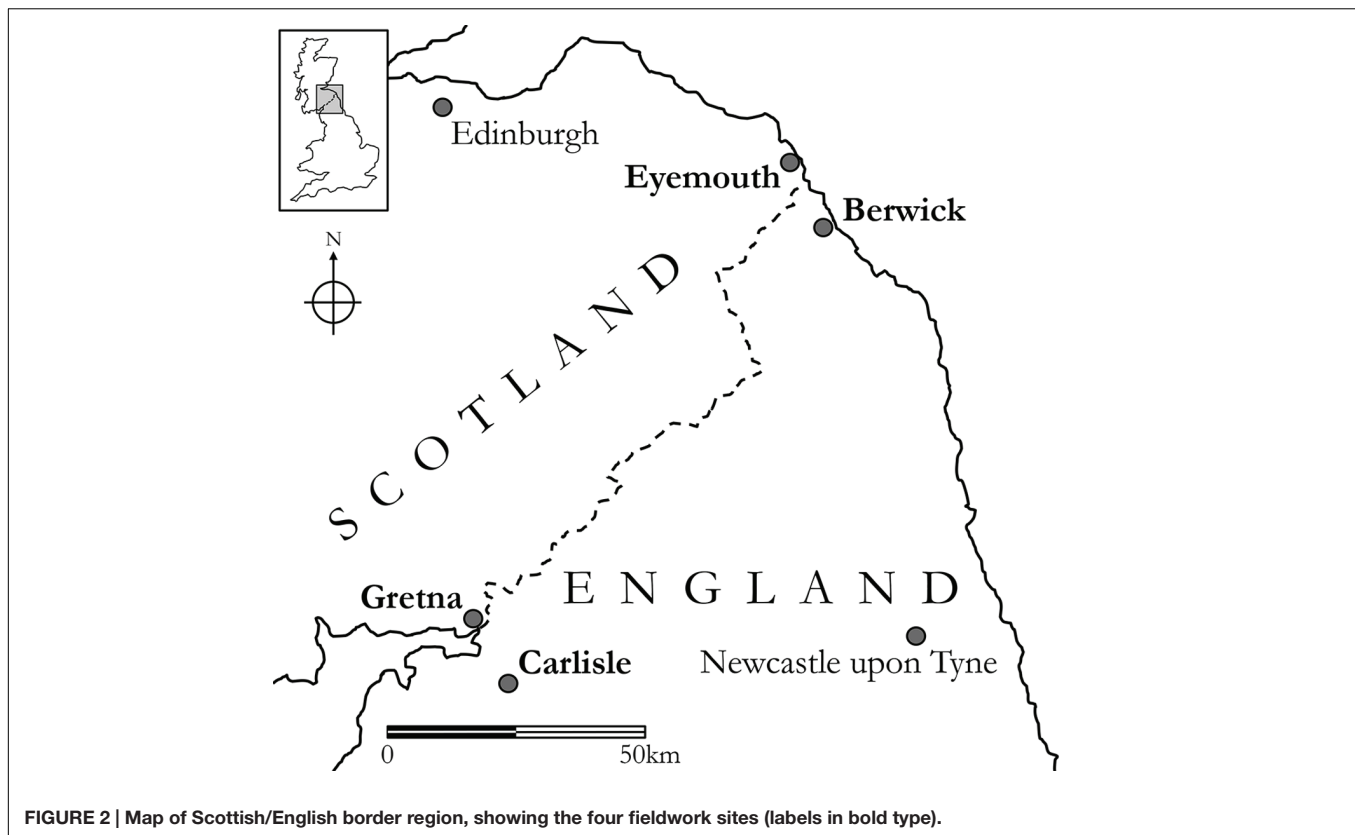 Edinburgh
Eyemouth
Berwick
N
SCOTLAND
ENGLAND
Gretna
Carlisle
Newcastle upon Tyne
0 50km
FIGURE 2 | Map of Scottish/English border region, showing the four fieldwork sites (labels in bold type).